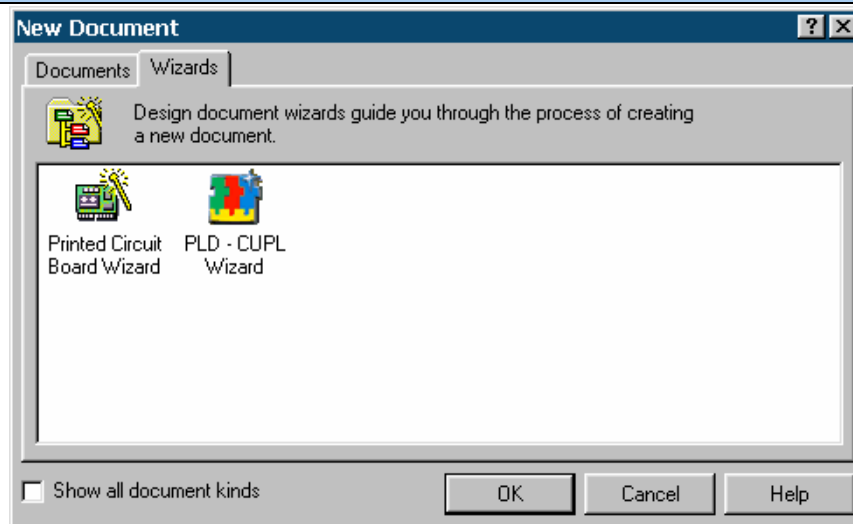 New Document
Documents Wizards
Design document wizards guide you through the process of creating
a new document.
Printed Circuit
Board Wizard
PLD - CUPL
Wizard
Show all document kinds
OK Cancel Help